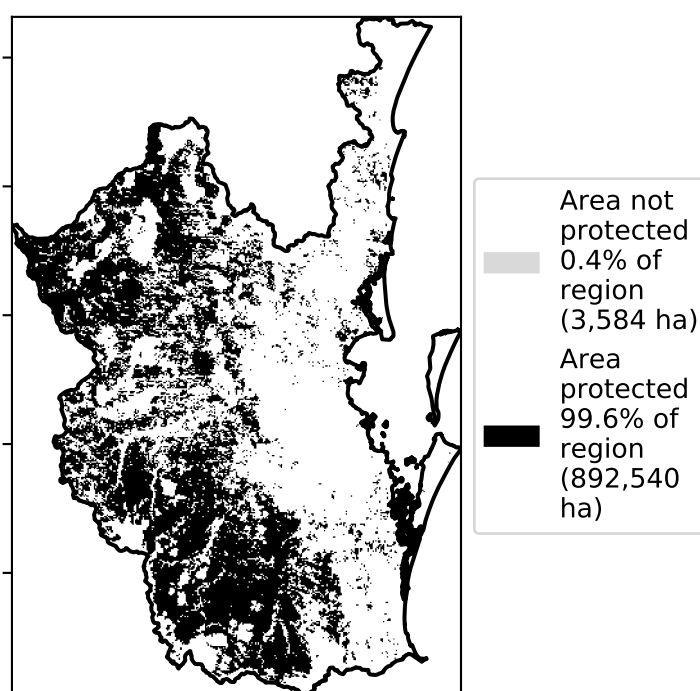 Area not
protected
0.4% of
region
(3,584 ha)
Area
protected
99.6% of
region
(892,540
ha)